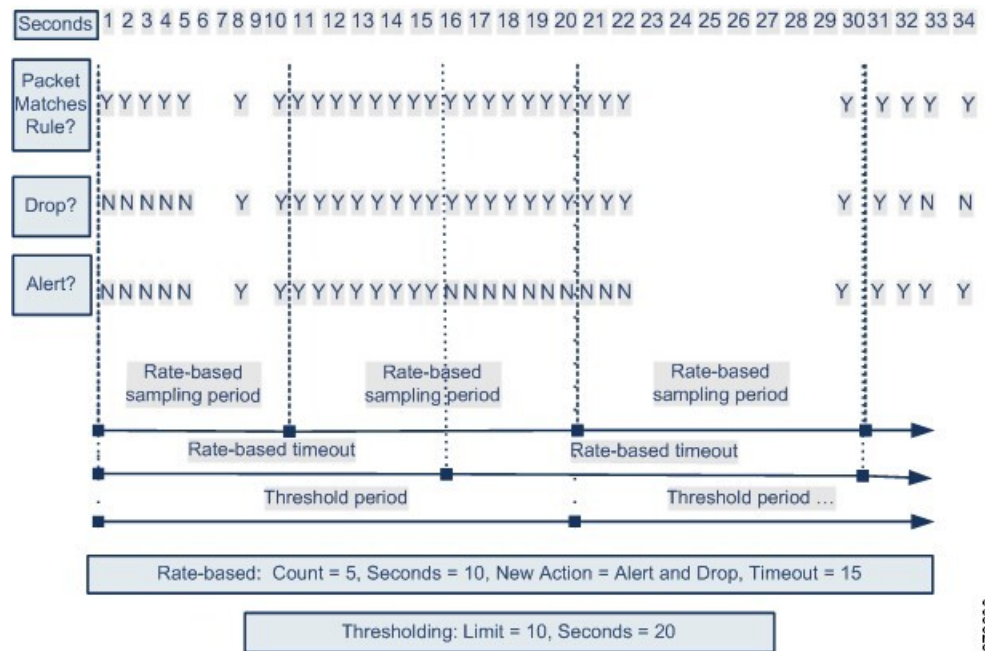 Seconds 1 2 3 4 5 6 7 8 9 10 11 12 13 14 15 16 17 18 19 20 21 22 23 24 25 26 27 28 29 30 31 32 33 34
Packet
Matches
Rule?
Y Y Y Y Y Y Y Y Y Y Y Y Y Y Y Y Y Y Y Y Y Y Y Y Y Y Y Y Y Y
Drop?
N N N N N Y Y Y Y Y Y Y Y Y Y Y Y Y Y Y Y Y Y Y Y Y Y Y N N
Alert?
N N N N N Y Y Y Y Y Y Y Y Y Y N N N N N N N N N N Y Y Y Y Y
Rate-based
sampling period
Rate-based
sampling period
Rate-based
sampling period
Rate-based timeout
Rate-based timeout
Threshold period
Threshold period ...
Rate-based: Count = 5, Seconds = 10, New Action = Alert and Drop, Timeout = 15
Thresholding: Limit = 10, Seconds = 20